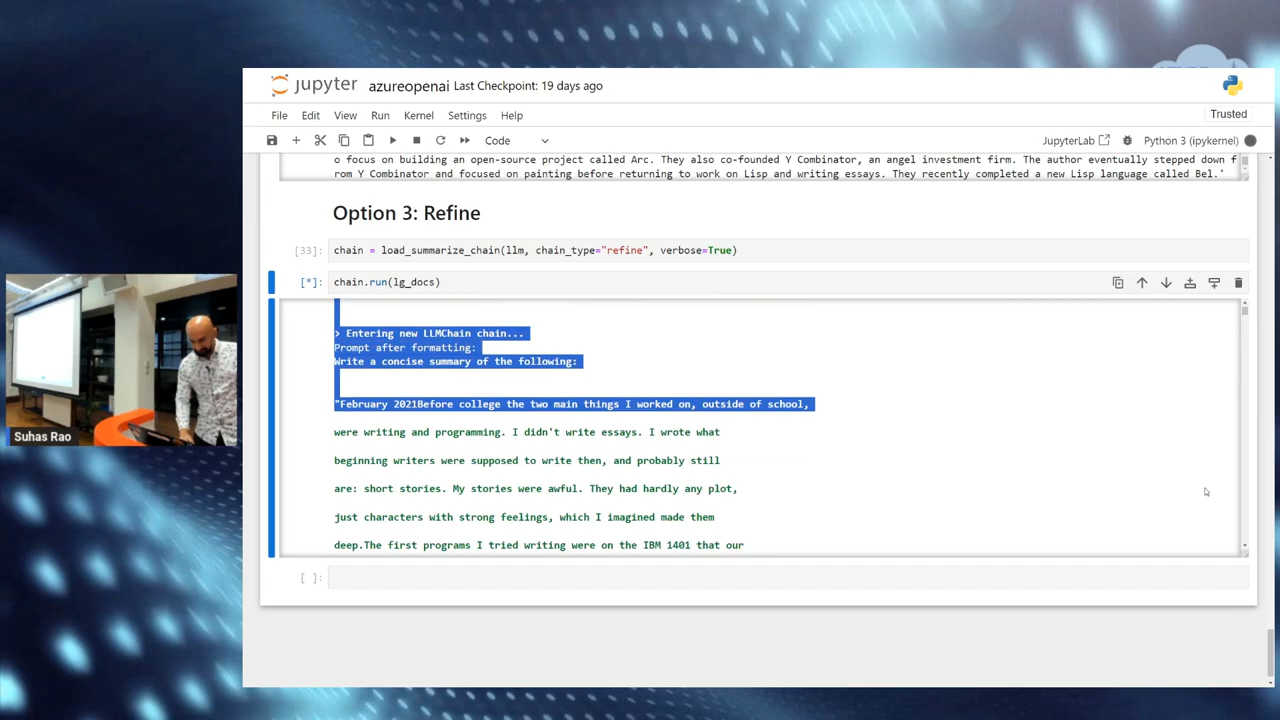 jupyter azureopenai Last Checkpoint: 19 days ago
File Edit View Run Kernel Settings Help
Trusted
Code
JupyterLab
Python 3 (ipykernel)
o focus on building an open-source project called Arc. They also co-founded Y Combinator, an angel investment firm. The author eventually stepped down f
rom Y Combinator and focused on painting before returning to work on Lisp and writing essays. They recently completed a new Lisp language called Bel.'
Option 3: Refine
[33]: chain = load_summarize_chain(llm, chain_type="refine", verbose=True)
[*]: chain.run(lg_docs)
> Entering new LLMChain chain...
Prompt after formatting:
Write a concise summary of the following:
"February 2021Before college the two main things I worked on, outside of school,
were writing and programming. I didn't write essays. I wrote what
beginning writers were supposed to write then, and probably still
are: short stories. My stories were awful. They had hardly any plot,
just characters with strong feelings, which I imagined made them
deep.The first programs I tried writing were on the IBM 1401 that our
[ ]:
Suhas Rao